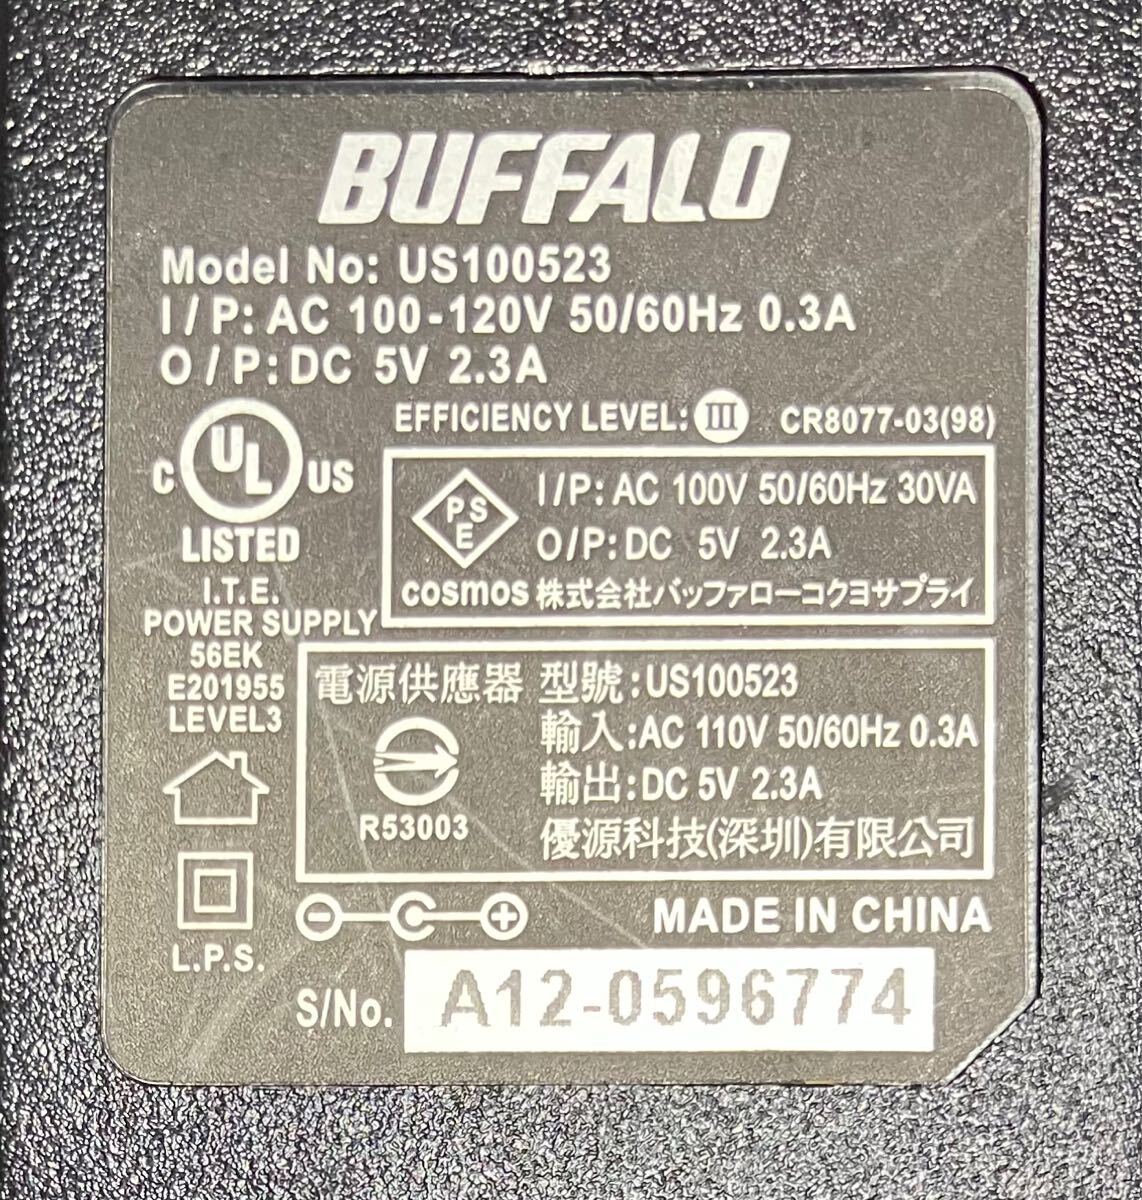 BUFFALO
Model No: US100523
I/P: AC 100-120V 50/60Hz 0.3A
O/P: DC 5V 2.3A
EFFICIENCY LEVEL: III CR8077-03(98)
C UL US
LISTED
I.T.E.
POWER SUPPLY
56EK
E201955
LEVEL3
L.P.S.
PSE
I/P: AC 100V 50/60Hz 30VA
O/P: DC 5V 2.3A
cosmos 株式会社バッファローコクヨサプライ
電源供應器 型號:US100523
輸入:AC 110V 50/60Hz 0.3A
輸出:DC 5V 2.3A
R53003
優源科技(深圳)有限公司
MADE IN CHINA
S/No. A12-0596774